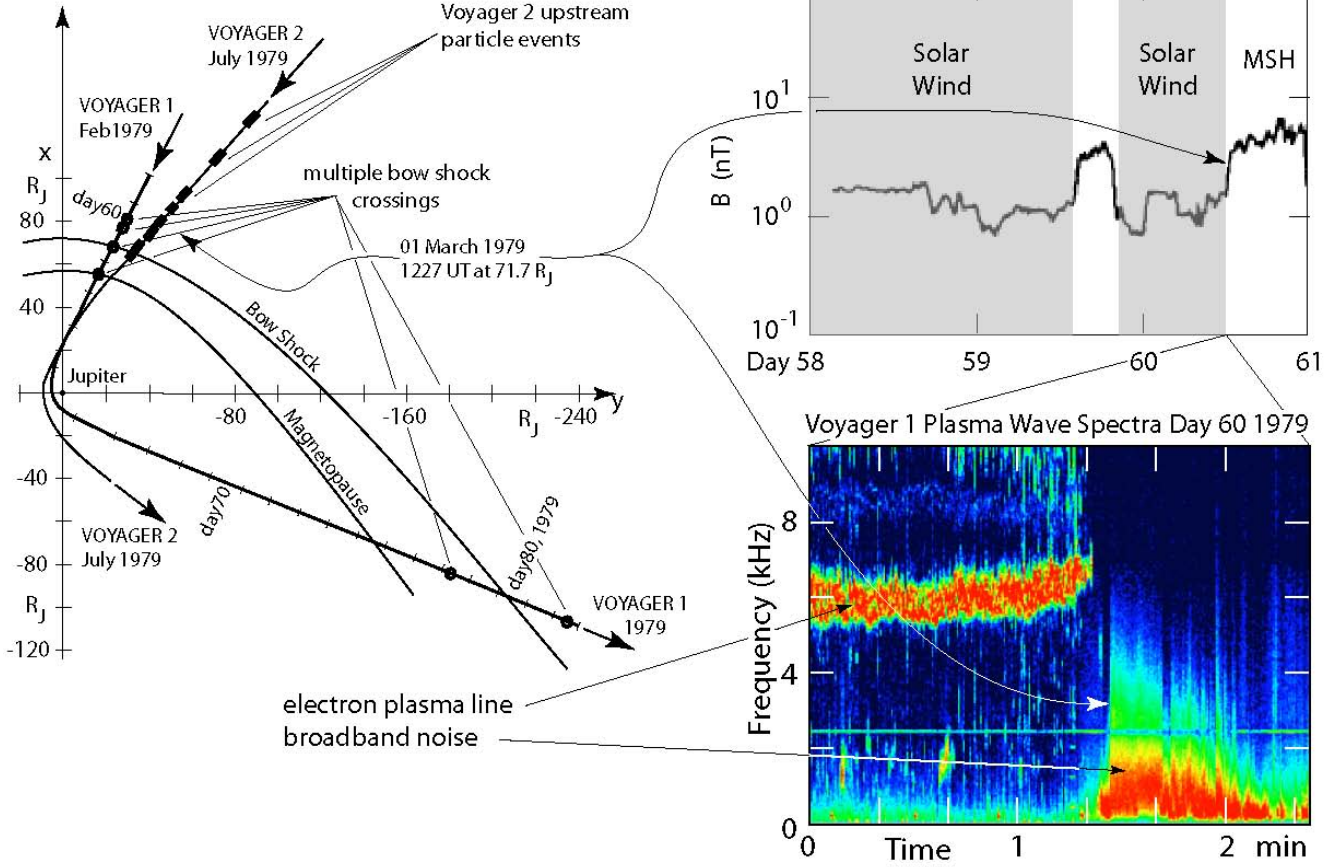 Voyager 2 upstream
particle events
VOYAGER 2
July 1979
VOYAGER 1
Feb1979
x
R_J
day60
80
40
multiple bow shock
crossings
01 March 1979
1227 UT at 71.7 R_J
Bow Shock
Magnetopause
Jupiter
-80
-160
R_J
-240
y
-40
-80
R_J
-120
day70
day80, 1979
VOYAGER 2
July 1979
VOYAGER 1
1979
electron plasma line
broadband noise
Solar
Wind
Solar
Wind
MSH
B (nT)
10^1
10^0
10^-1
Day 58
59
60
61
Voyager 1 Plasma Wave Spectra Day 60 1979
Frequency (kHz)
8
4
0
0
Time
1
2
min